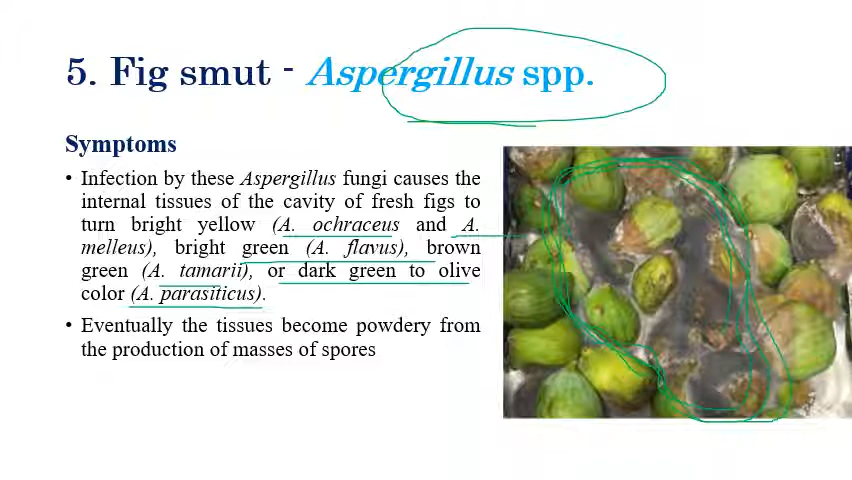 5. Fig smut - Aspergillus spp.
Symptoms
• Infection by these Aspergillus fungi causes the
internal tissues of the cavity of fresh figs to
turn bright yellow (A. ochraceus and A.
melleus), bright green (A. flavus), brown
green (A. tamarii), or dark green to olive
color (A. parasiticus).
• Eventually the tissues become powdery from
the production of masses of spores